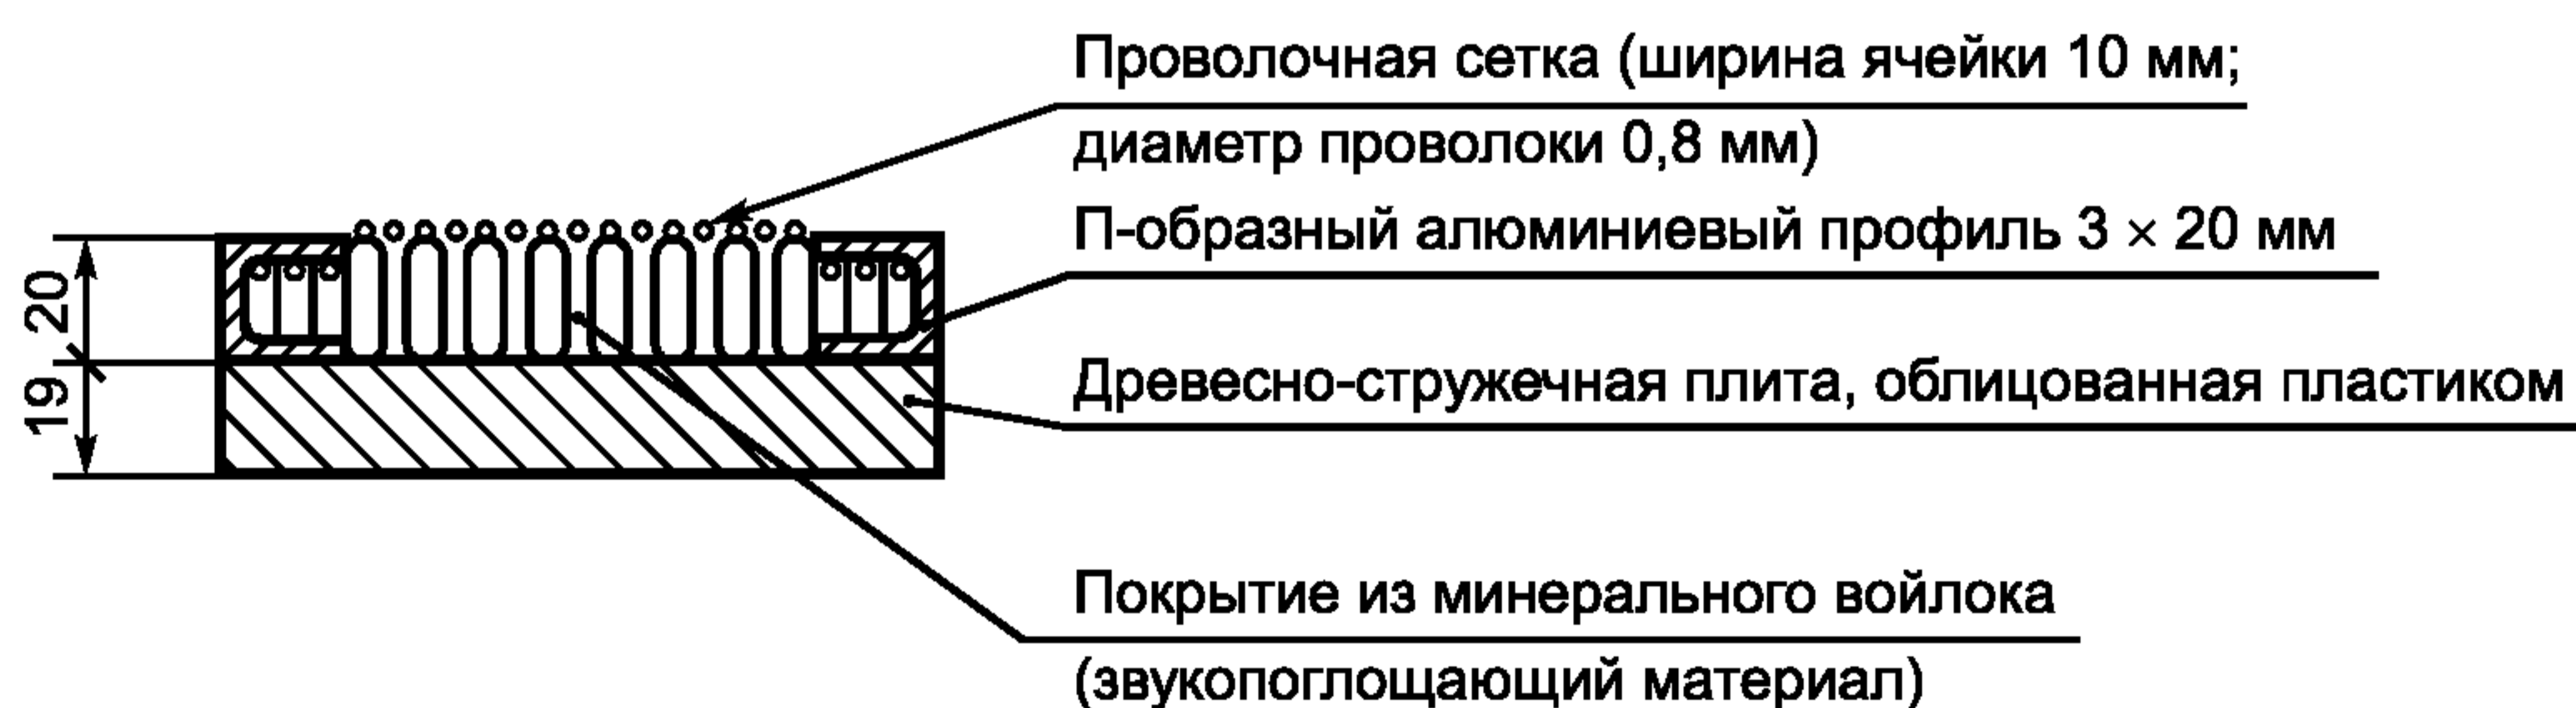 Проволочная сетка (ширина ячейки 10 мм;
диаметр проволоки 0,8 мм)
П-образный алюминиевый профиль 3 × 20 мм
20
Древесно-стружечная плита, облицованная пластиком
19
Покрытие из минерального войлока
(звукопоглощающий материал)